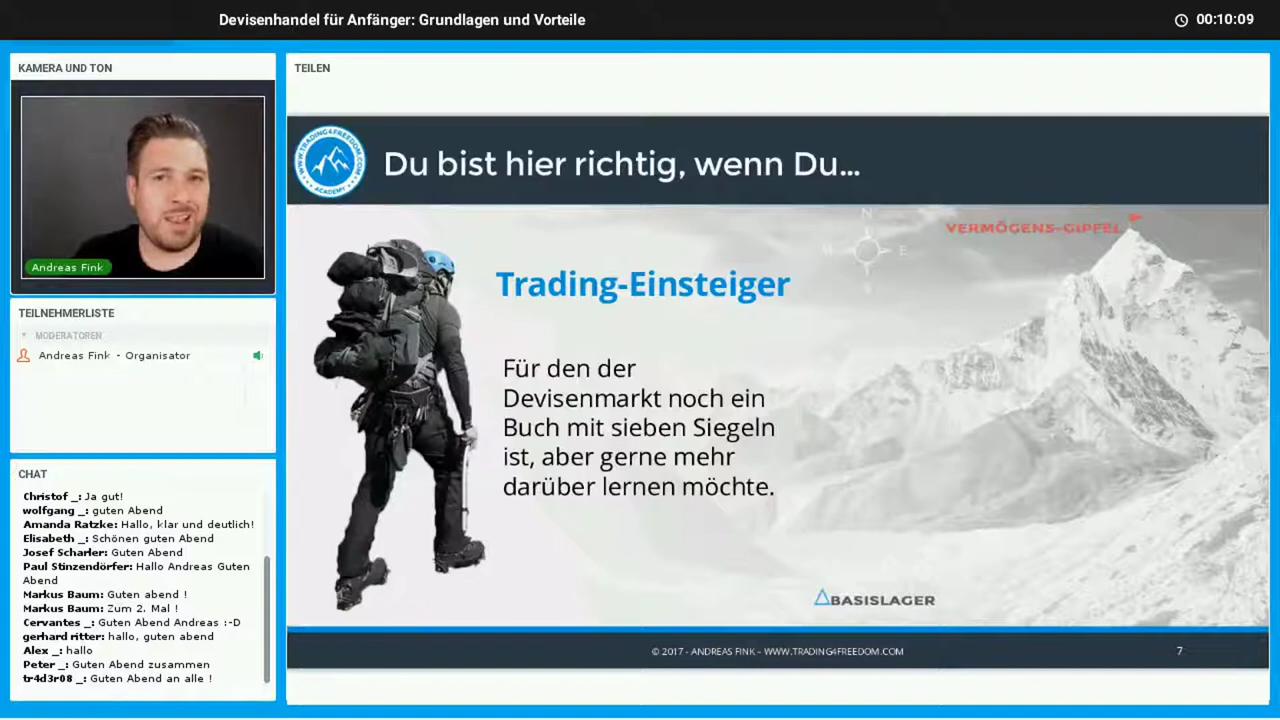 Devisenhandel für Anfänger: Grundlagen und Vorteile
00:10:09
KAMERA UND TON
Andreas Fink
TEILNEHMERLISTE
MODERATOREN
Andreas Fink - Organisator
CHAT
Christof _: Ja gut!
wolfgang _: guten Abend
Amanda Ratzke: Hallo, klar und deutlich!
Elisabeth _: Schönen guten Abend
Josef Scharler: Guten Abend
Paul Stinzendörfer: Hallo Andreas Guten
Abend
Markus Baum: Guten abend !
Markus Baum: Zum 2. Mal !
Cervantes _: Guten Abend Andreas :-D
gerhard ritter: hallo, guten abend
Alex _: hallo
Peter _: Guten Abend zusammen
tr4d3r08 _: Guten Abend an alle !
TEILEN
WWW.TRADING4FREEDOM.COM
ACADEMY
Du bist hier richtig, wenn Du...
N
E
VERMÖGENS-GIPFEL
Trading-Einsteiger
Für den der
Devisenmarkt noch ein
Buch mit sieben Siegeln
ist, aber gerne mehr
darüber lernen möchte.
BASISLAGER
© 2017 - ANDREAS FINK - WWW.TRADING4FREEDOM.COM
7